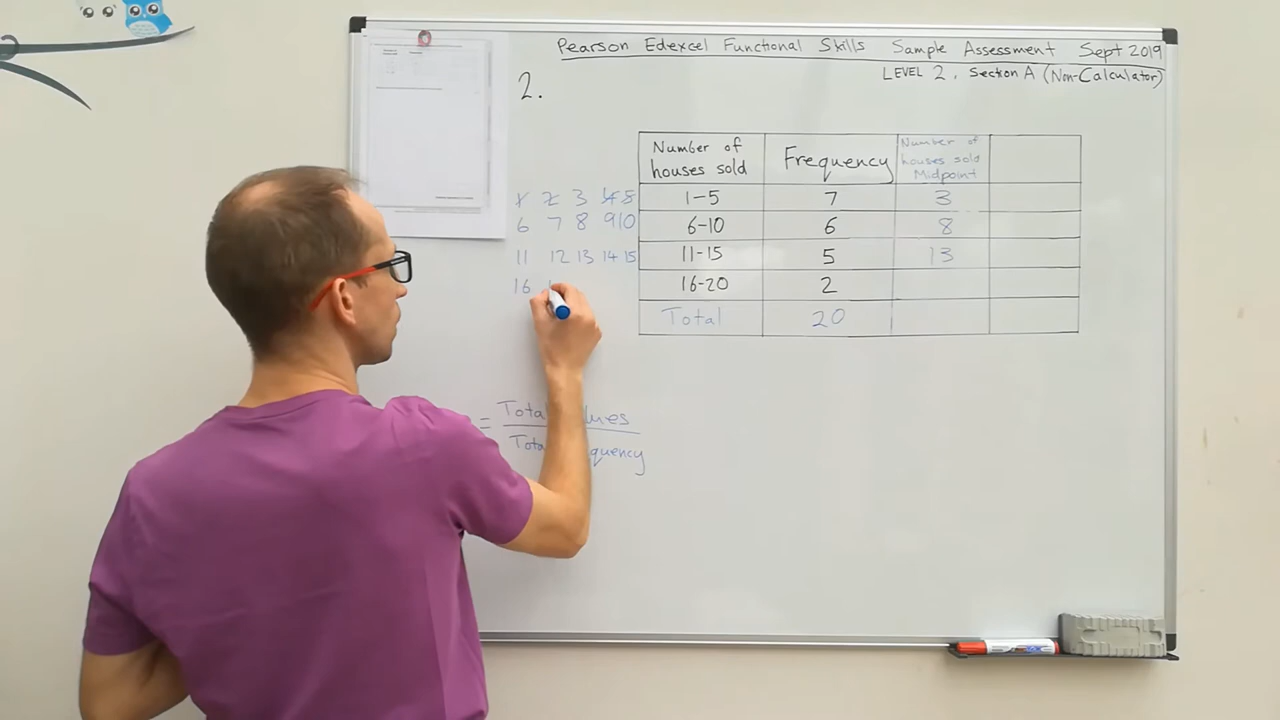 Pearson Edexcel Functional Skills Sample Assessment Sept 2019
LEVEL 2, Section A (Non-Calculator)
2.
Number of houses sold Frequency Number of houses sold Midpoint
1 2 3 4 5 1-5 7 3
6 7 8 9 10 6-10 6 8
11 12 13 14 15 11-15 5 13
16 16-20 2
Total 20
= Total
Total